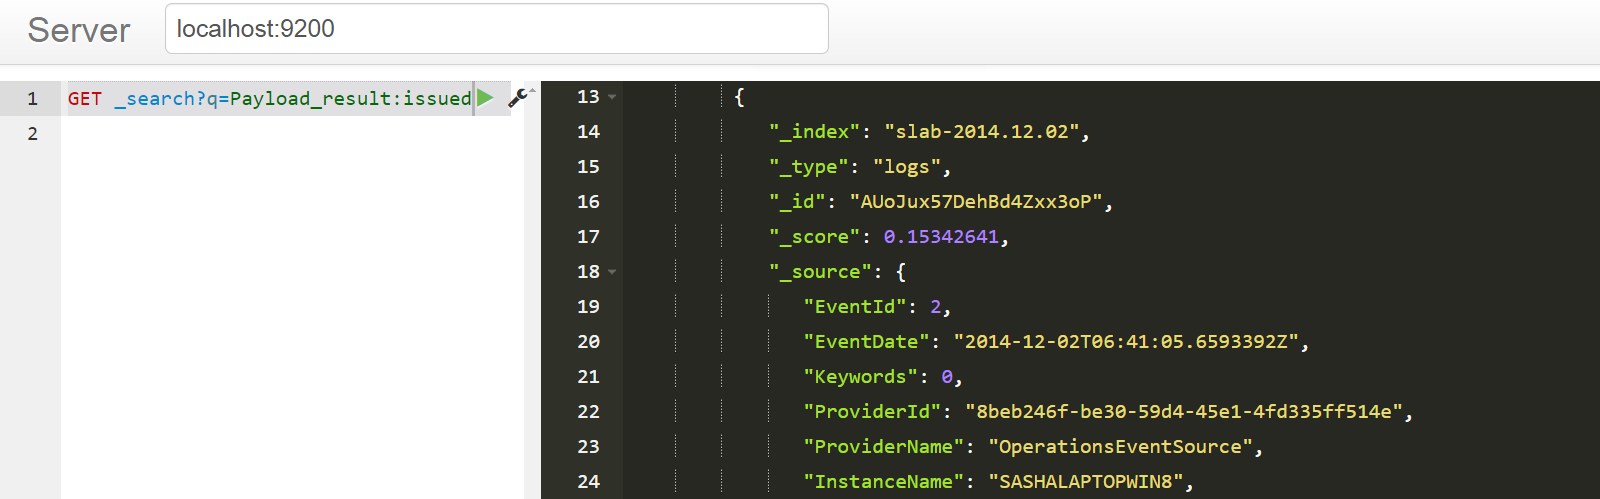 Server localhost:9200
1 GET _search?q=Payload_result:issued
2
13 {
14 "_index": "slab-2014.12.02",
15 "_type": "logs",
16 "_id": "AUoJux57DehBd4Zxx3oP",
17 "_score": 0.15342641,
18 "_source": {
19 "EventId": 2,
20 "EventDate": "2014-12-02T06:41:05.6593392Z",
21 "Keywords": 0,
22 "ProviderId": "8beb246f-be30-59d4-45e1-4fd335ff514e",
23 "ProviderName": "OperationsEventSource",
24 "InstanceName": "SASHALAPTOPWIN8",